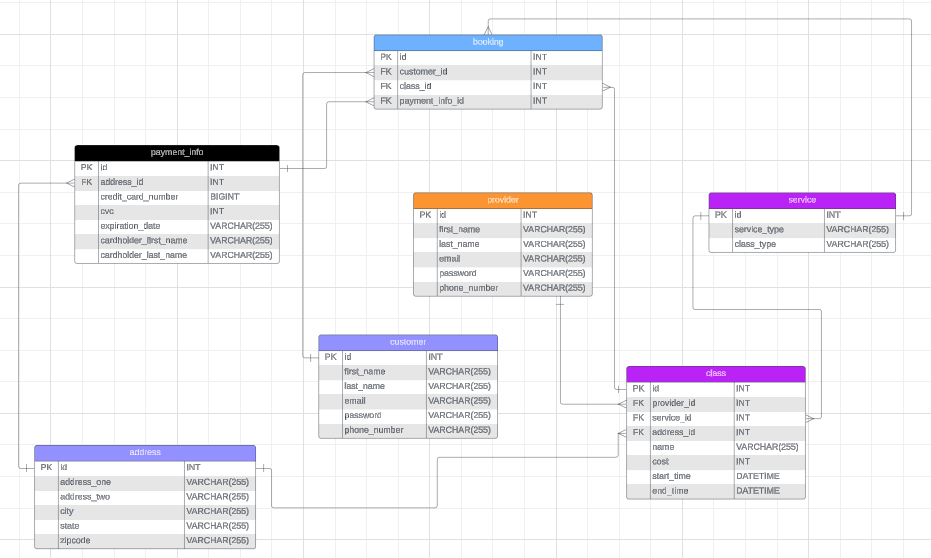 booking
PK id INT
FK customer_id INT
FK class_id INT
FK payment_info_id INT
payment_info
PK id INT
FK address_id INT
credit_card_number BIGINT
cvc INT
expiration_date VARCHAR(255)
cardholder_first_name VARCHAR(255)
cardholder_last_name VARCHAR(255)
provider
PK id INT
first_name VARCHAR(255)
last_name VARCHAR(255)
email VARCHAR(255)
password VARCHAR(255)
phone_number VARCHAR(255)
service
PK id INT
service_type VARCHAR(255)
class_type VARCHAR(255)
customer
PK id INT
first_name VARCHAR(255)
last_name VARCHAR(255)
email VARCHAR(255)
password VARCHAR(255)
phone_number VARCHAR(255)
class
PK id INT
FK provider_id INT
FK service_id INT
FK address_id INT
name VARCHAR(255)
cost INT
start_time DATETIME
end_time DATETIME
address
PK id INT
address_one VARCHAR(255)
address_two VARCHAR(255)
city VARCHAR(255)
state VARCHAR(255)
zipcode VARCHAR(255)